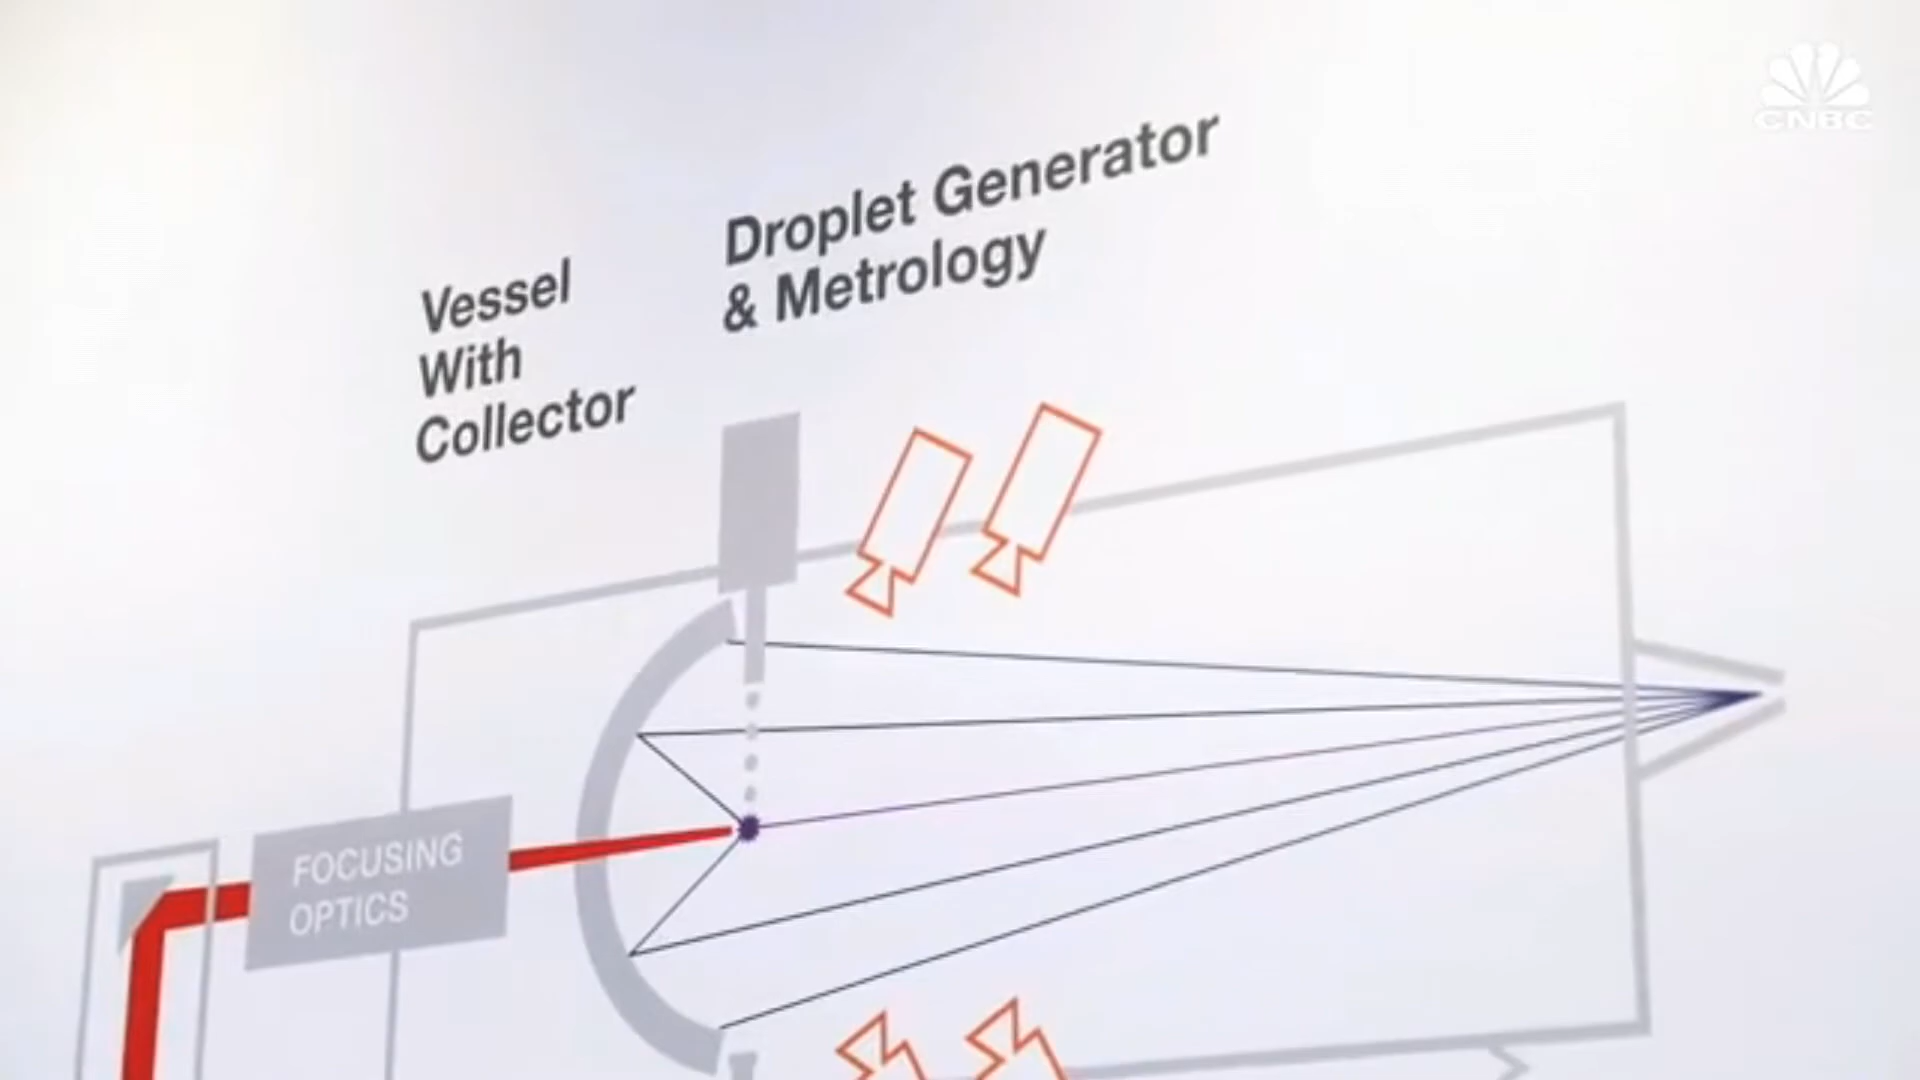 CNBC
Droplet Generator
& Metrology
Vessel
With
Collector
FOCUSING
OPTICS